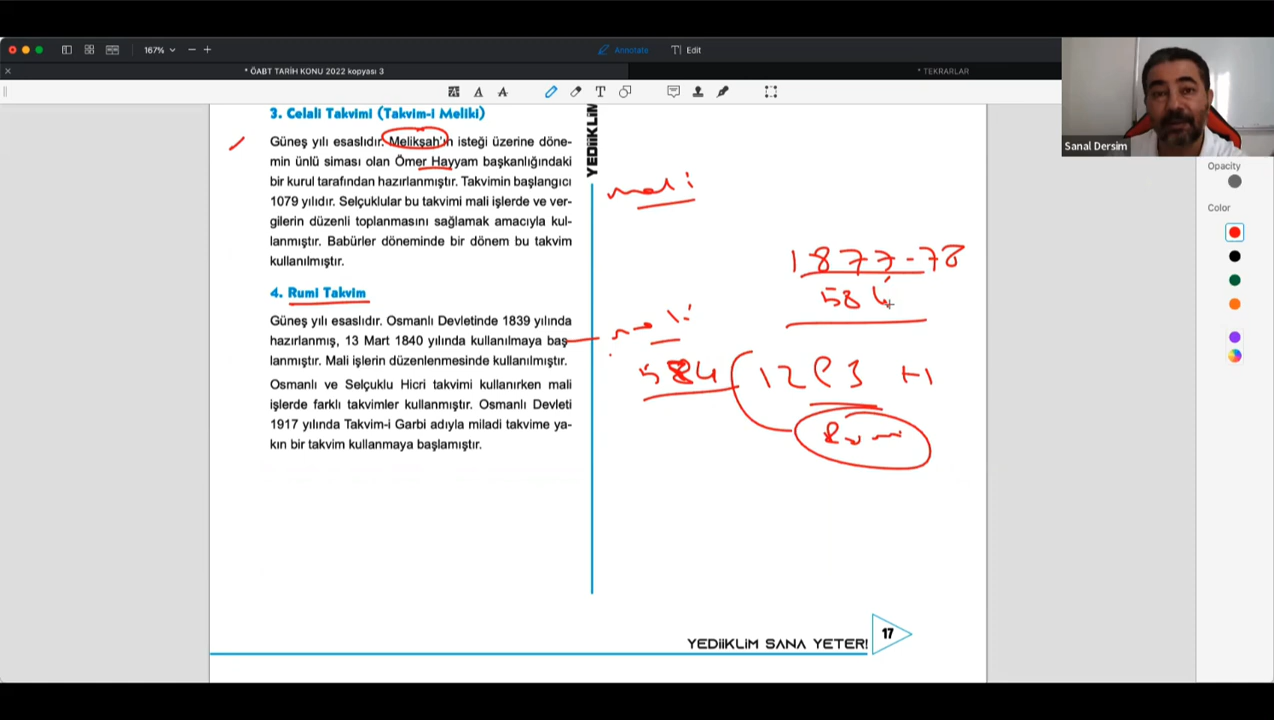 167%
Annotate
Edit
* ÖABT TARİH KONU 2022 kopyası 3
* TEKRARLAR
Sanal Dersim
Opacity
Color
3. Celali Takvimi (Takvim-i Meliki)
Güneş yılı esaslıdır. Melikşah'ın isteği üzerine döne-
min ünlü siması olan Ömer Hayyam başkanlığındaki
bir kurul tarafından hazırlanmıştır. Takvimin başlangıcı
1079 yılıdır. Selçuklular bu takvimi mali işlerde ve ver-
gilerin düzenli toplanmasını sağlamak amacıyla kul-
lanmıştır. Babürler döneminde bir dönem bu takvim
kullanılmıştır.
4. Rumi Takvim
Güneş yılı esaslıdır. Osmanlı Devletinde 1839 yılında
hazırlanmış, 13 Mart 1840 yılında kullanılmaya baş
lanmıştır. Mali işlerin düzenlenmesinde kullanılmıştır.
Osmanlı ve Selçuklu Hicri takvimi kullanırken mali
işlerde farklı takvimler kullanmıştır. Osmanlı Devleti
1917 yılında Takvim-i Garbi adıyla miladi takvime ya-
kın bir takvim kullanmaya başlamıştır.
YEDİİKLİM
mali
1877-78
584
mali
584
1293 +1
Rumi
YEDİİKLİM SANA YETER!
17